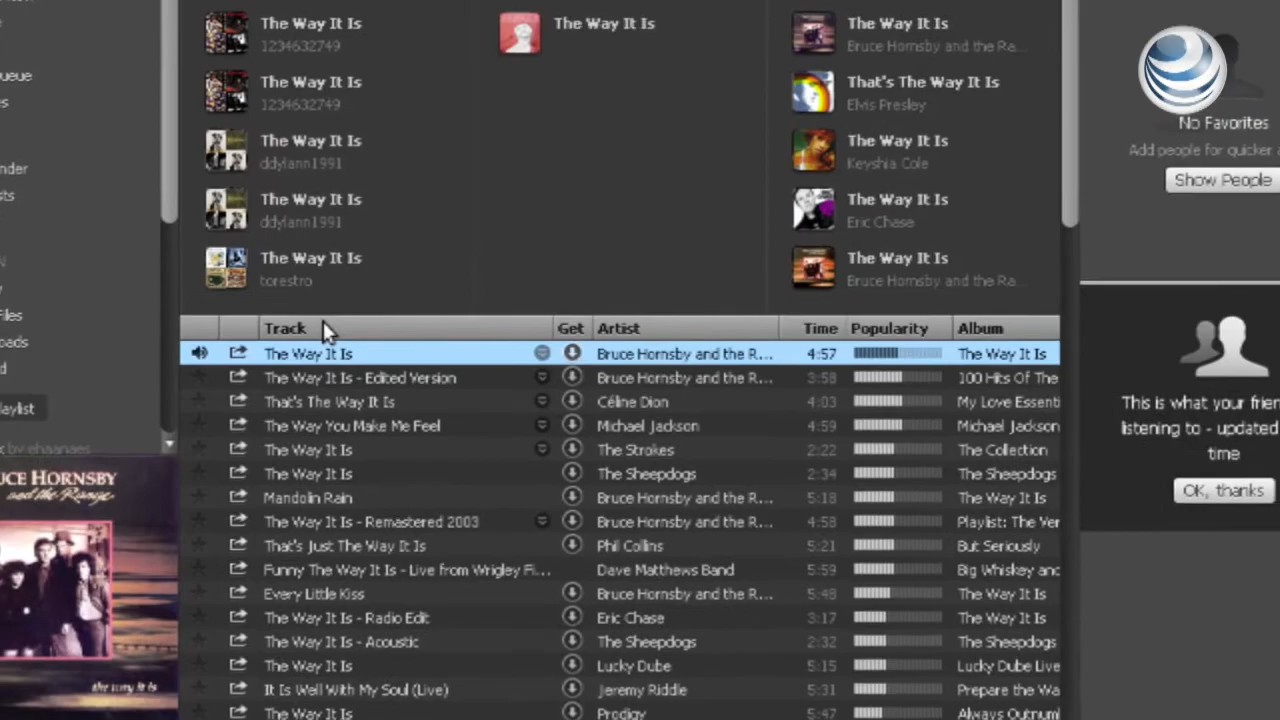 ueue
nder
sts
Files
oads
d
laylist
by ehaanaes
UCE HORNSBY
and the Range
the way it is
The Way It Is
1234632749
The Way It Is
1234632749
The Way It Is
ddylann1991
The Way It Is
ddylann1991
The Way It Is
torestro
The Way It Is
The Way It Is
Bruce Hornsby and the Ra...
That's The Way It Is
Elvis Presley
The Way It Is
Keyshia Cole
The Way It Is
Eric Chase
The Way It Is
Bruce Hornsby and the Ra...
Track Get Artist Time Popularity Album
The Way It Is Bruce Hornsby and the R... 4:57 The Way It Is
The Way It Is - Edited Version Bruce Hornsby and the R... 3:58 100 Hits Of The
That's The Way It Is Céline Dion 4:03 My Love Essenti
The Way You Make Me Feel Michael Jackson 4:59 Michael Jackson
The Way It Is The Strokes 2:22 The Collection
The Way It Is The Sheepdogs 2:34 The Sheepdogs
Mandolin Rain Bruce Hornsby and the R... 5:18 The Way It Is
The Way It Is - Remastered 2003 Bruce Hornsby and the R... 4:58 Playlist: The Ver
That's Just The Way It Is Phil Collins 5:21 But Seriously
Funny The Way It Is - Live from Wrigley Fi... Dave Matthews Band 5:59 Big Whiskey and
Every Little Kiss Bruce Hornsby and the R... 5:48 The Way It Is
The Way It Is - Radio Edit Eric Chase 3:17 The Way It Is
The Way It Is - Acoustic The Sheepdogs 2:32 The Sheepdogs
The Way It Is Lucky Dube 5:15 Lucky Dube Live
It Is Well With My Soul (Live) Jeremy Riddle 5:31 Prepare the Wa
The Way It Is Prodigy 5:47 Always Outnum
No Favorites
Add people for quicker a
Show People
This is what your frien
listening to - updated
time
OK, thanks